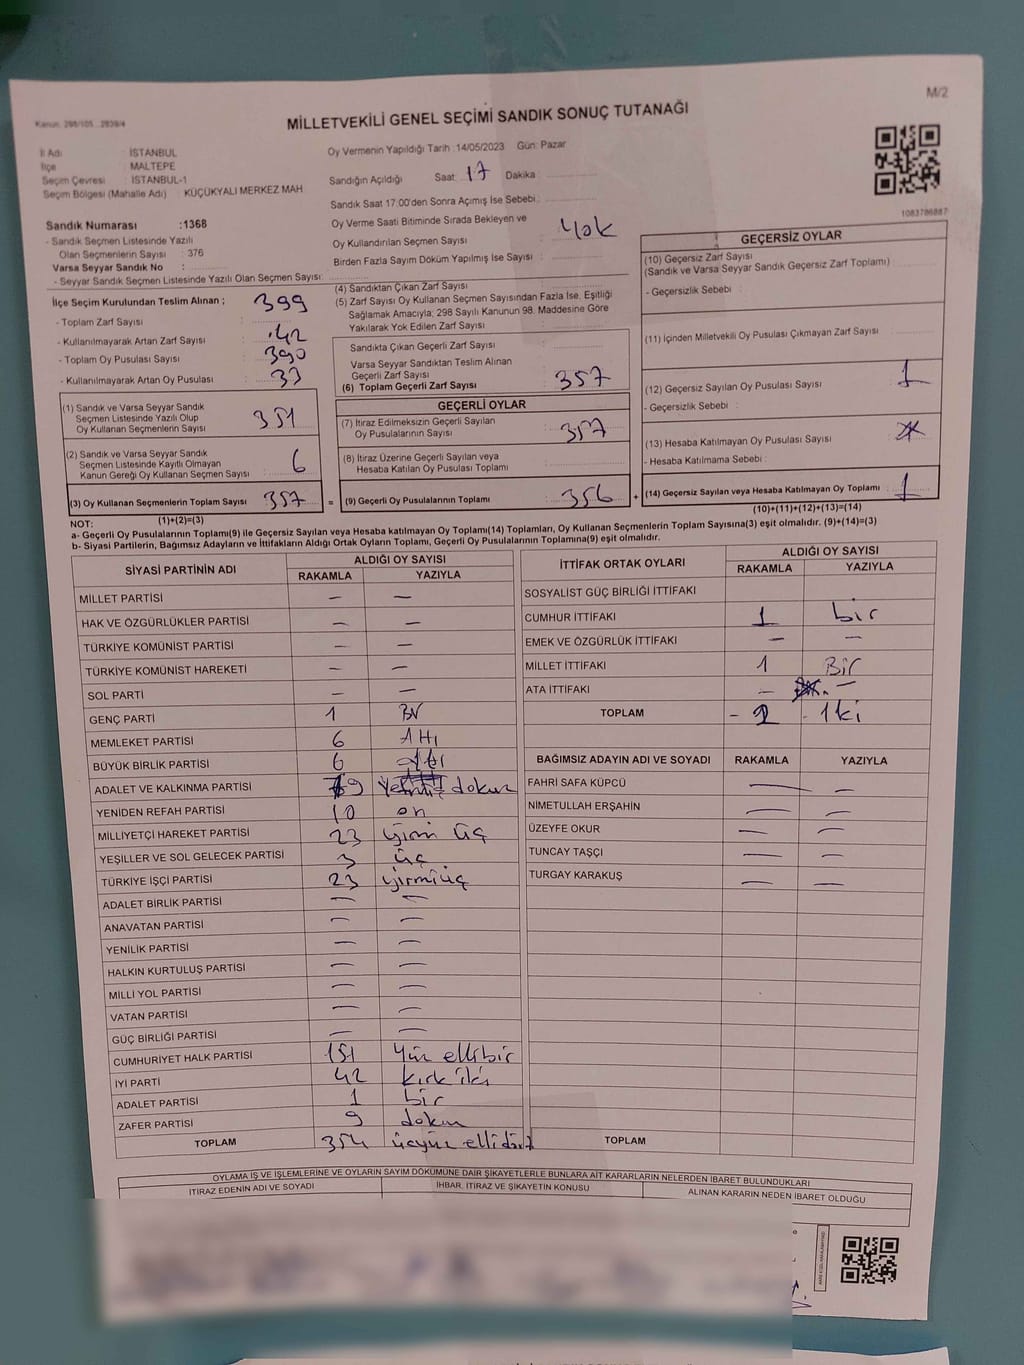 M/2
Kanun: 298/105...2839/4
MİLLETVEKİLİ GENEL SEÇİMİ SANDIK SONUÇ TUTANAĞI
İl Adı : İSTANBUL
İlçe : MALTEPE
Seçim Çevresi : İSTANBUL-1
Seçim Bölgesi (Mahalle Adı) : KÜÇÜKYALI MERKEZ MAH
Sandık Numarası :1368
- Sandık Seçmen Listesinde Yazılı
Olan Seçmenlerin Sayısı : 376
Varsa Seyyar Sandık No :
- Seyyar Sandık Seçmen Listesinde Yazılı Olan Seçmen Sayısı:
Oy Vermenin Yapıldığı Tarih :14/05/2023 Gün: Pazar
Sandığın Açıldığı Saat: 17 Dakika :
Sandık Saat 17.00'den Sonra Açımış İse Sebebi :
Oy Verme Saati Bitiminde Sırada Bekleyen ve
Oy Kullandırılan Seçmen Sayısı : Yok
Birden Fazla Sayım Döküm Yapılmış İse Sayısı :
1083786887
İlçe Seçim Kurulundan Teslim Alınan ;
- Toplam Zarf Sayısı : 399
- Kullanılmayarak Artan Zarf Sayısı : 42
- Toplam Oy Pusulası Sayısı : 390
- Kullanılmayarak Artan Oy Pusulası : 33
(1) Sandık ve Varsa Seyyar Sandık
Seçmen Listesinde Yazılı Olup
Oy Kullanan Seçmenlerin Sayısı : 351
(2) Sandık ve Varsa Seyyar Sandık
Seçmen Listesinde Kayıtlı Olmayan
Kanun Gereği Oy Kullanan Seçmen Sayısı : 6
(3) Oy Kullanan Seçmenlerin Toplam Sayısı : 357 =
(1)+(2)=(3)
(4) Sandıktan Çıkan Zarf Sayısı :
(5) Zarf Sayısı Oy Kullanan Seçmen Sayısından Fazla İse, Eşitliği
Sağlamak Amacıyla; 298 Sayılı Kanunun 98. Maddesine Göre
Yakılarak Yok Edilen Zarf Sayısı :
Sandıkta Çıkan Geçerli Zarf Sayısı :
Varsa Seyyar Sandıktan Teslim Alınan
Geçerli Zarf Sayısı :
(6) Toplam Geçerli Zarf Sayısı : 357
GEÇERLİ OYLAR
(7) İtiraz Edilmeksizin Geçerli Sayılan
Oy Pusulalarının Sayısı : 357
(8) İtiraz Üzerine Geçerli Sayılan veya
Hesaba Katılan Oy Pusulası Toplamı :
(9) Geçerli Oy Pusulalarının Toplamı : 356 +
GEÇERSİZ OYLAR
(10) Geçersiz Zarf Sayısı
(Sandık ve Varsa Seyyar Sandık Geçersiz Zarf Toplamı) :
- Geçersizlik Sebebi :
(11) İçinden Milletvekili Oy Pusulası Çıkmayan Zarf Sayısı :
(12) Geçersiz Sayılan Oy Pusulası Sayısı : 1
- Geçersizlik Sebebi :
(13) Hesaba Katılmayan Oy Pusulası Sayısı :
- Hesaba Katılmama Sebebi :
(14) Geçersiz Sayılan veya Hesaba Katılmayan Oy Toplamı : 1
(10)+(11)+(12)+(13)=(14)
NOT:
a- Geçerli Oy Pusulalarının Toplamı(9) ile Geçersiz Sayılan veya Hesaba katılmayan Oy Toplamı(14) Toplamları, Oy Kullanan Seçmenlerin Toplam Sayısına(3) eşit olmalıdır. (9)+(14)=(3)
b- Siyasi Partilerin, Bağımsız Adayların ve İttifakların Aldığı Ortak Oyların Toplamı, Geçerli Oy Pusulalarının Toplamına(9) eşit olmalıdır.
SİYASİ PARTİNİN ADI ALDIĞI OY SAYISI
RAKAMLA YAZIYLA
MİLLET PARTİSİ — —
HAK VE ÖZGÜRLÜKLER PARTİSİ — —
TÜRKİYE KOMÜNİST PARTİSİ — —
TÜRKİYE KOMÜNİST HAREKETİ — —
SOL PARTİ — —
GENÇ PARTİ 1 Bir
MEMLEKET PARTİSİ 6 Altı
BÜYÜK BİRLİK PARTİSİ 6 altı
ADALET VE KALKINMA PARTİSİ 79 Yetmiş dokuz
YENİDEN REFAH PARTİSİ 10 on
MİLLİYETÇİ HAREKET PARTİSİ 23 yirmi üç
YEŞİLLER VE SOL GELECEK PARTİSİ 3 üç
TÜRKİYE İŞÇİ PARTİSİ 23 yirmiüç
ADALET BİRLİK PARTİSİ — —
ANAVATAN PARTİSİ — —
YENİLİK PARTİSİ — —
HALKIN KURTULUŞ PARTİSİ — —
MİLLİ YOL PARTİSİ — —
VATAN PARTİSİ — —
GÜÇ BİRLİĞİ PARTİSİ — —
CUMHURİYET HALK PARTİSİ 151 Yüz ellibir
İYİ PARTİ 42 kırk iki
ADALET PARTİSİ 1 bir
ZAFER PARTİSİ 9 dokuz
TOPLAM 354 üçyüz ellidört
İTTİFAK ORTAK OYLARI ALDIĞI OY SAYISI
RAKAMLA YAZIYLA
SOSYALİST GÜÇ BİRLİĞİ İTTİFAKI
CUMHUR İTTİFAKI 1 bir
EMEK VE ÖZGÜRLÜK İTTİFAKI — —
MİLLET İTTİFAKI 1 Bir
ATA İTTİFAKI — —
TOPLAM - 2 - iki
BAĞIMSIZ ADAYIN ADI VE SOYADI RAKAMLA YAZIYLA
FAHRİ SAFA KÜPCÜ — —
NİMETULLAH ERŞAHİN — —
ÜZEYFE OKUR — —
TUNCAY TAŞÇI — —
TURGAY KARAKUŞ — —
TOPLAM
OYLAMA İŞ VE İŞLEMLERİNE VE OYLARIN SAYIM DÖKÜMÜNE DAİR ŞİKAYETLERLE BUNLARA AİT KARARLARIN NELERDEN İBARET BULUNDUKLARI
İTİRAZ EDENİN ADI VE SOYADI İHBAR, İTİRAZ VE ŞİKAYETİN KONUSU ALINAN KARARIN NEDEN İBARET OLDUĞU